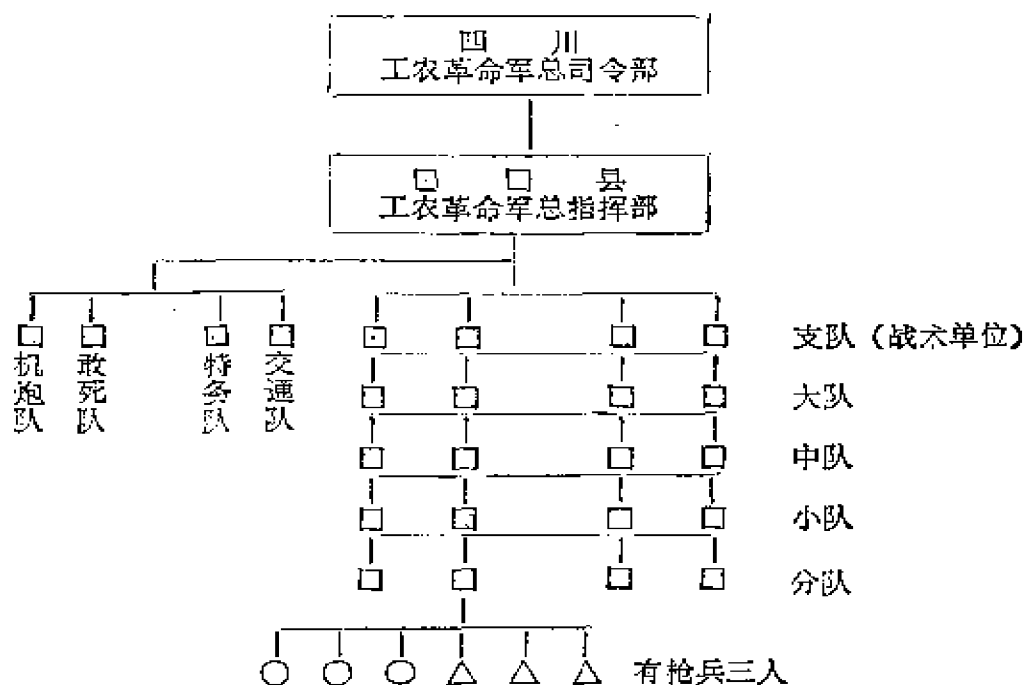 四 川
工农革命军总司令部
□ □ 县
工农革命军总指挥部
机炮队
敢死队
特务队
交通队
支队（战术单位）
大队
中队
小队
分队
有枪兵三人